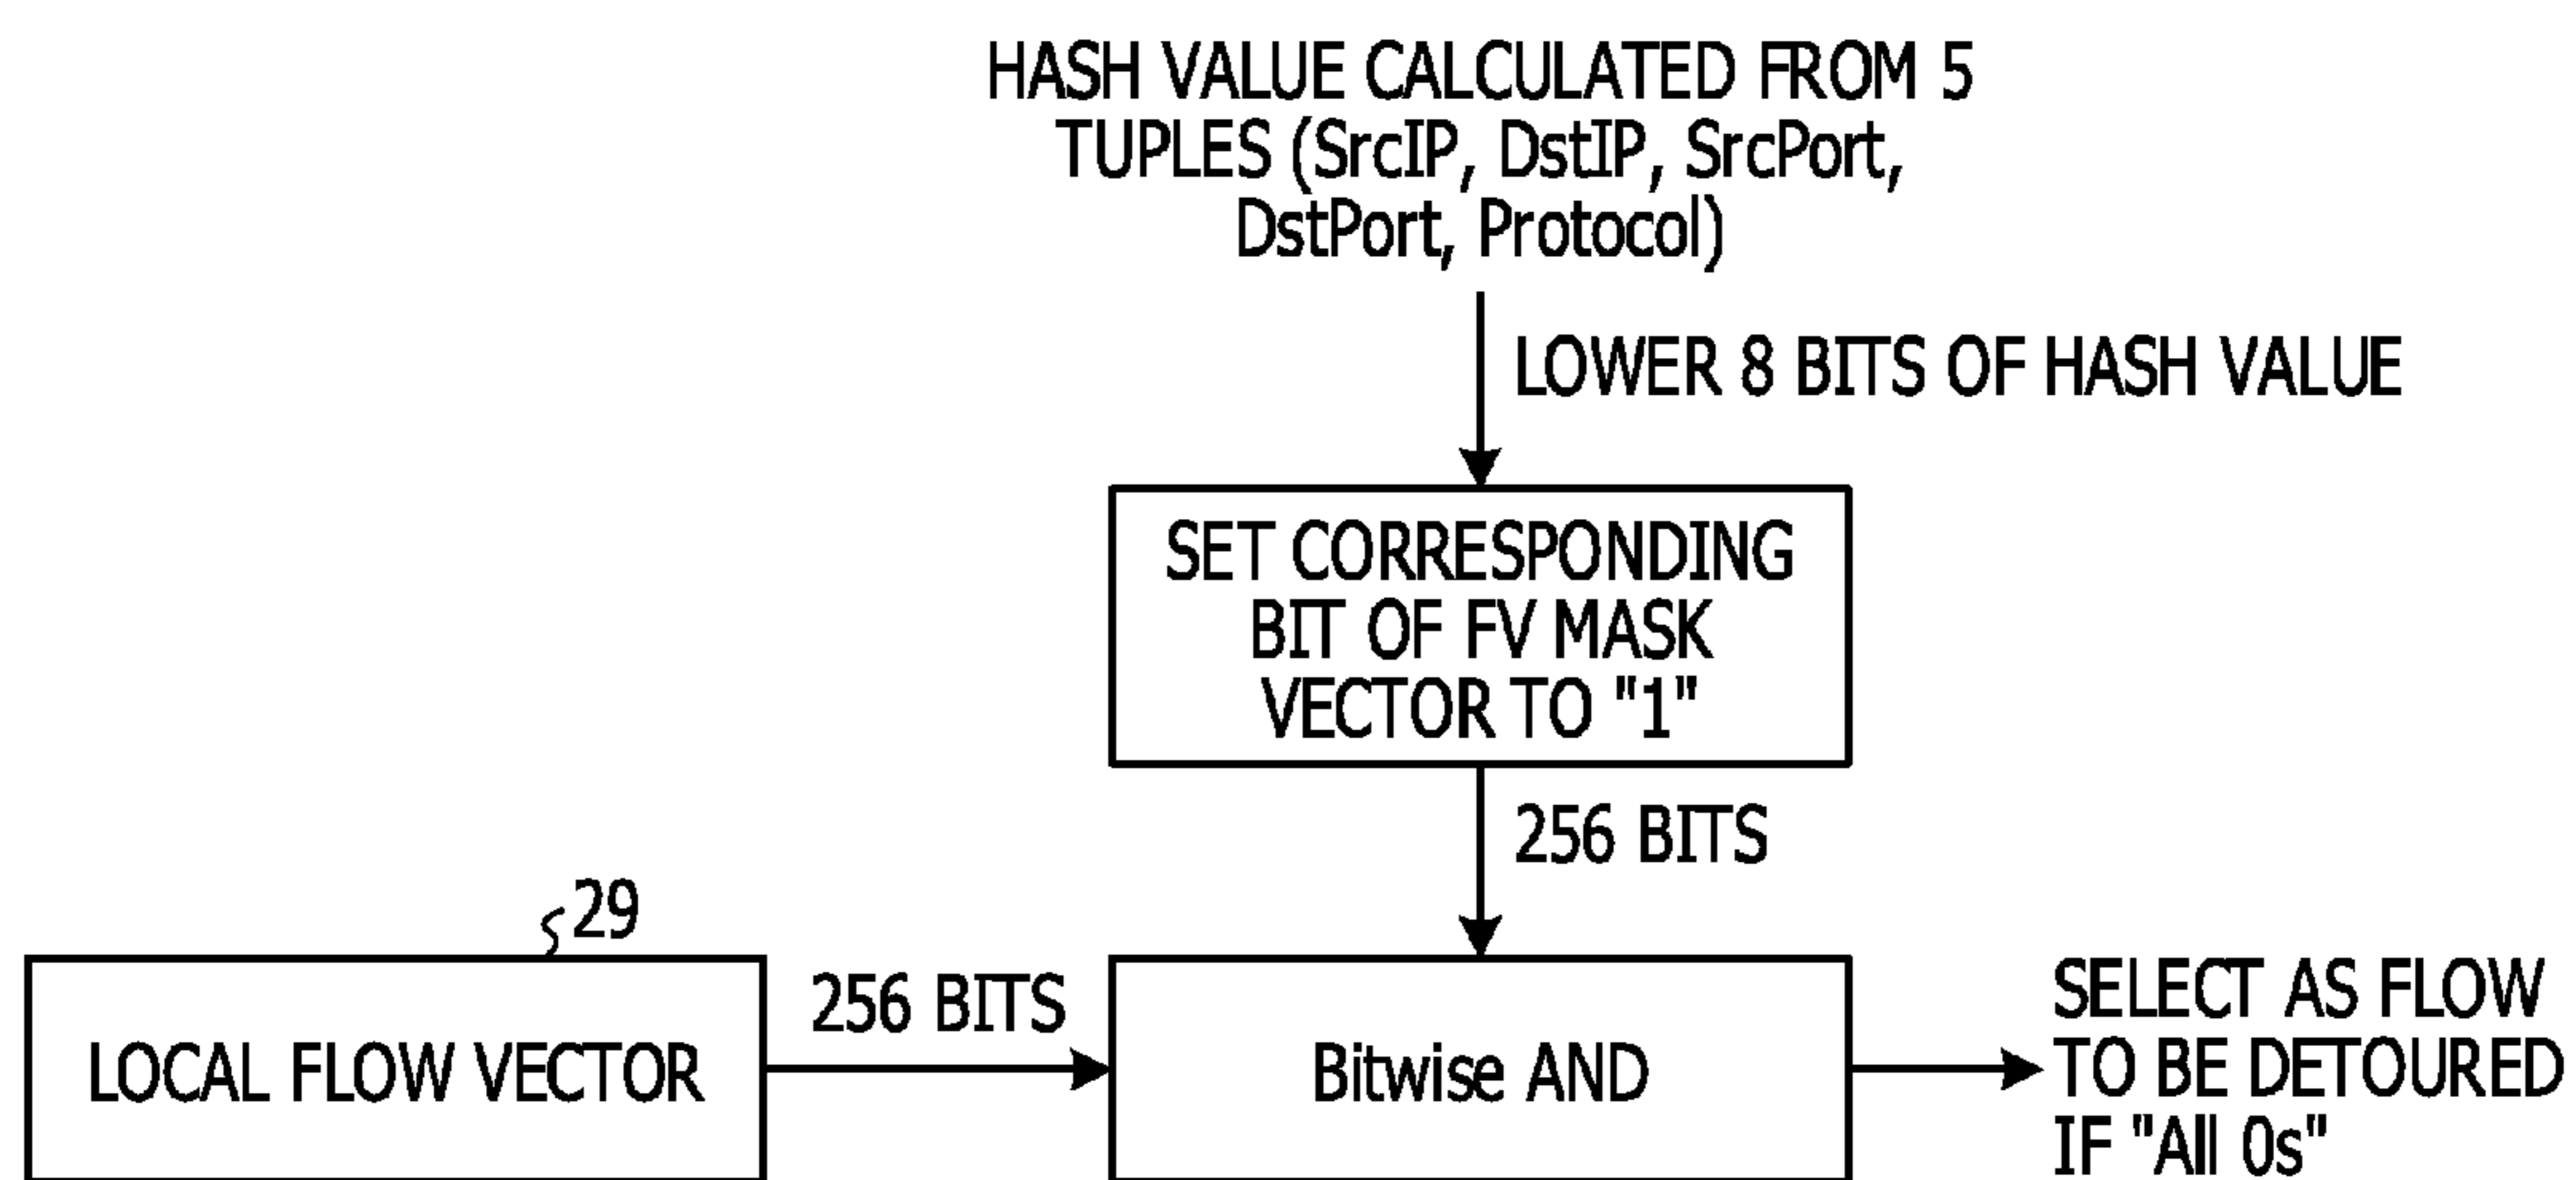 HASH VALUE CALCULATED FROM 5
TUPLES (SrcIP, DstIP, SrcPort,
DstPort, Protocol)
LOWER 8 BITS OF HASH VALUE
SET CORRESPONDING
BIT OF FV MASK
VECTOR TO "1"
256 BITS
29
LOCAL FLOW VECTOR
256 BITS
Bitwise AND
SELECT AS FLOW
TO BE DETOURED
IF "All 0s"